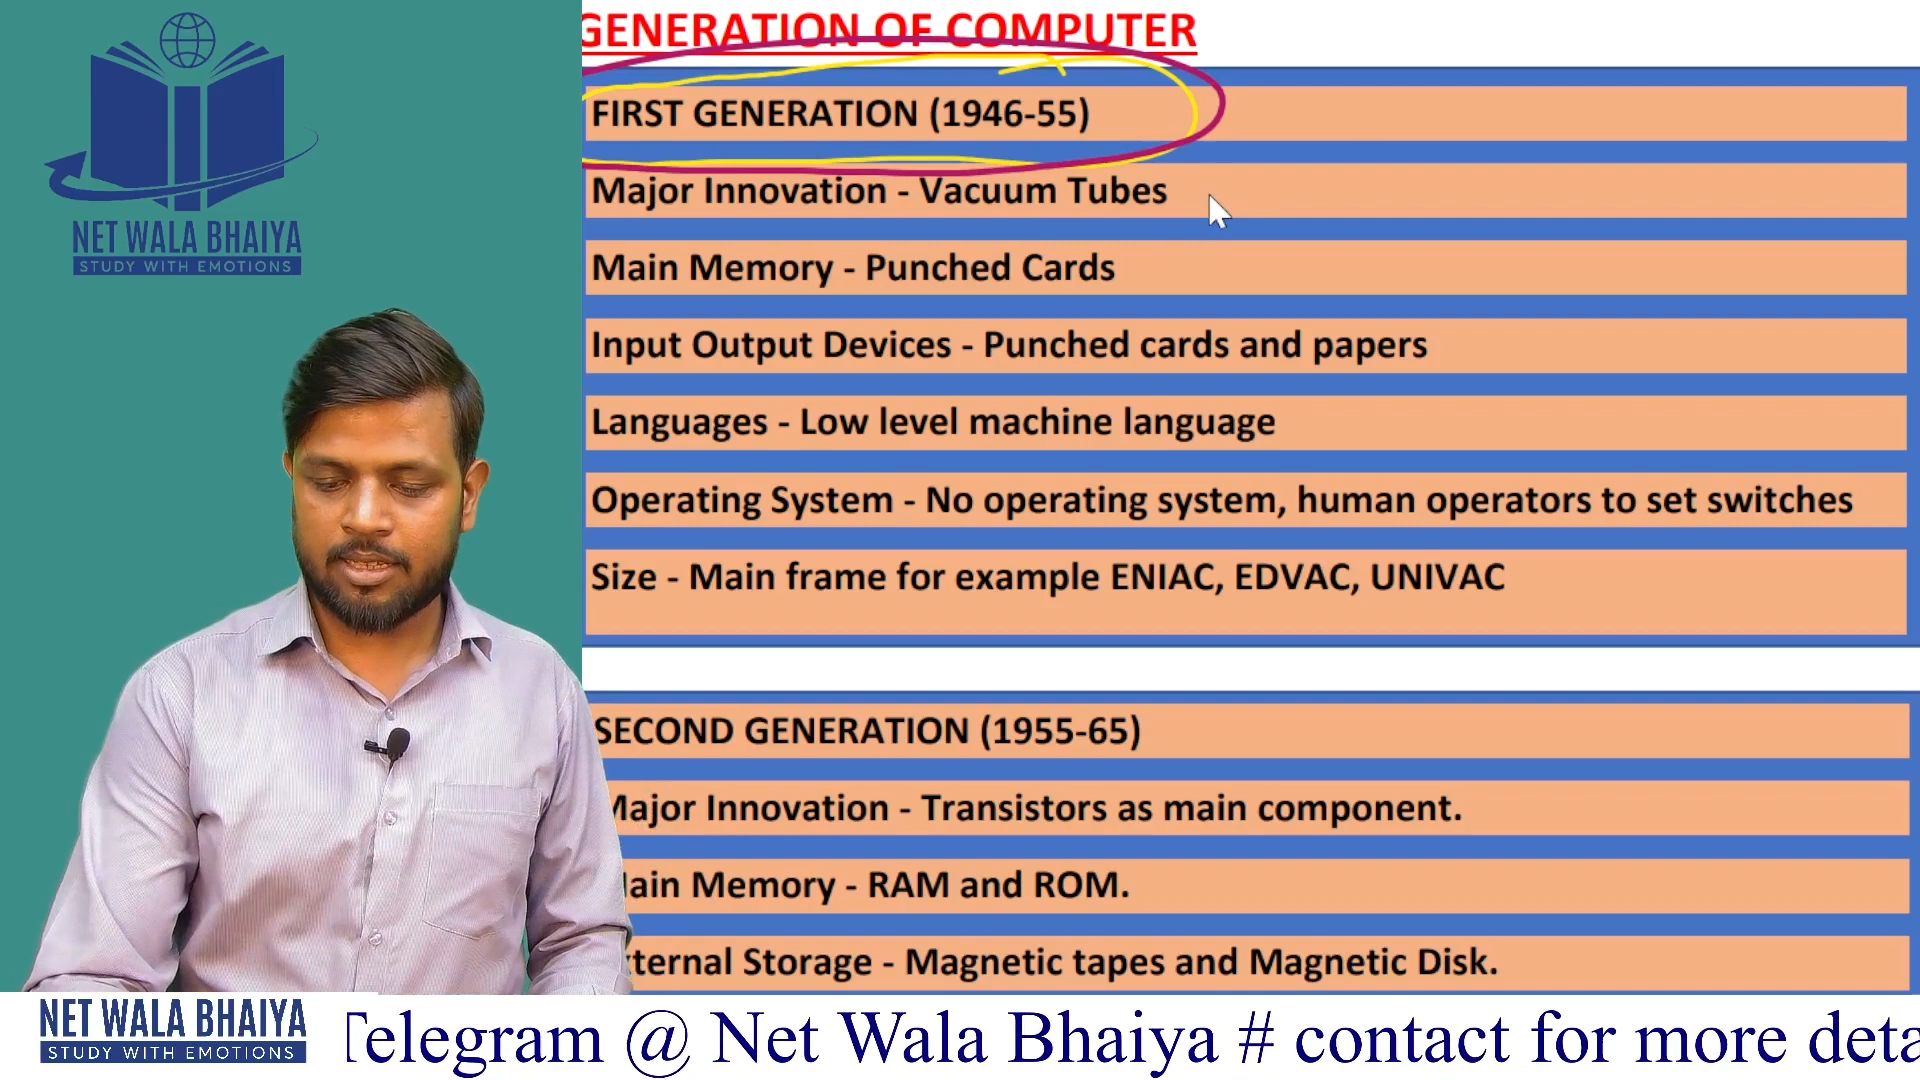 GENERATION OF COMPUTER
FIRST GENERATION (1946-55)
Major Innovation - Vacuum Tubes
Main Memory - Punched Cards
Input Output Devices - Punched cards and papers
Languages - Low level machine language
Operating System - No operating system, human operators to set switches
Size - Main frame for example ENIAC, EDVAC, UNIVAC
SECOND GENERATION (1955-65)
Major Innovation - Transistors as main component.
Main Memory - RAM and ROM.
External Storage - Magnetic tapes and Magnetic Disk.
NET WALA BHAIYA
STUDY WITH EMOTIONS
NET WALA BHAIYA
STUDY WITH EMOTIONS
Telegram @ Net Wala Bhaiya # contact for more deta